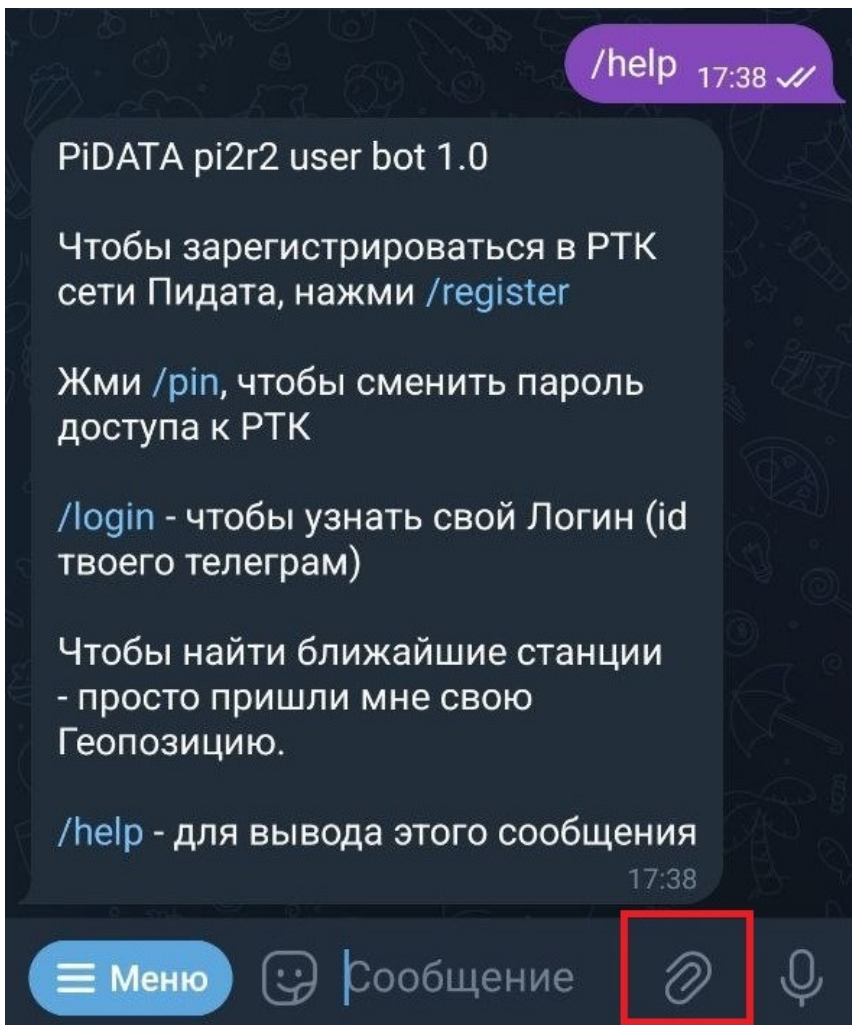 /help 17:38
PiDATA pi2r2 user bot 1.0
Чтобы зарегистрироваться в РТК
сети Пидата, нажми /register
Жми /pin, чтобы сменить пароль
доступа к РТК
/login - чтобы узнать свой Логин (id
твоего телеграм)
Чтобы найти ближайшие станции
- просто пришли мне свою
Геопозицию.
/help - для вывода этого сообщения
17:38
Меню Сообщение